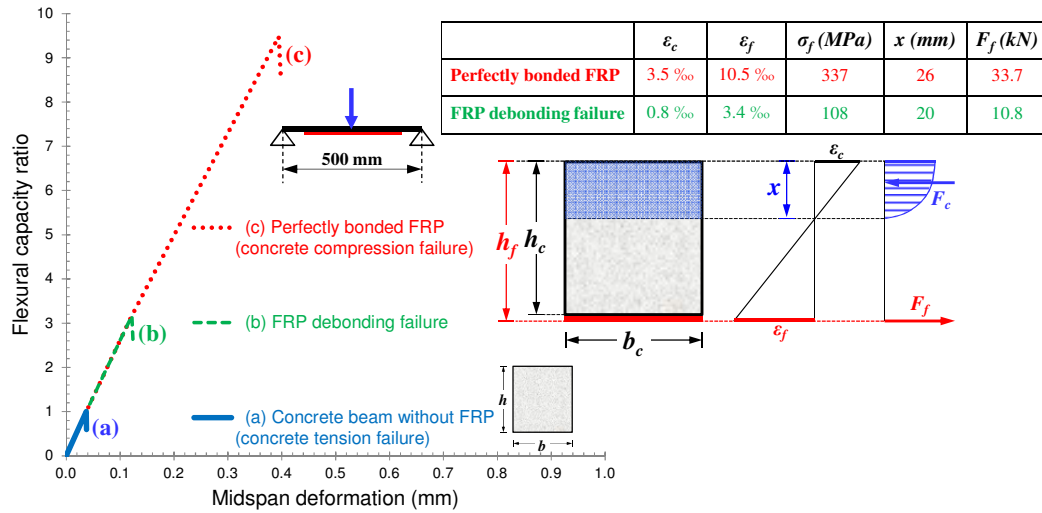 Flexural capacity ratio
10
9
8
7
6
5
4
3
2
1
0
0.0 0.1 0.2 0.3 0.4 0.5 0.6 0.7 0.8 0.9 1.0
Midspan deformation (mm)
(c)
(b)
(a)
500 mm
(c) Perfectly bonded FRP
(concrete compression failure)
(b) FRP debonding failure
(a) Concrete beam without FRP
(concrete tension failure)
εc εf σf (MPa) x (mm) Ff (kN)
Perfectly bonded FRP 3.5 ‰ 10.5 ‰ 337 26 33.7
FRP debonding failure 0.8 ‰ 3.4 ‰ 108 20 10.8
hf
hc
bc
x
εc
Fc
εf
Ff
h
b